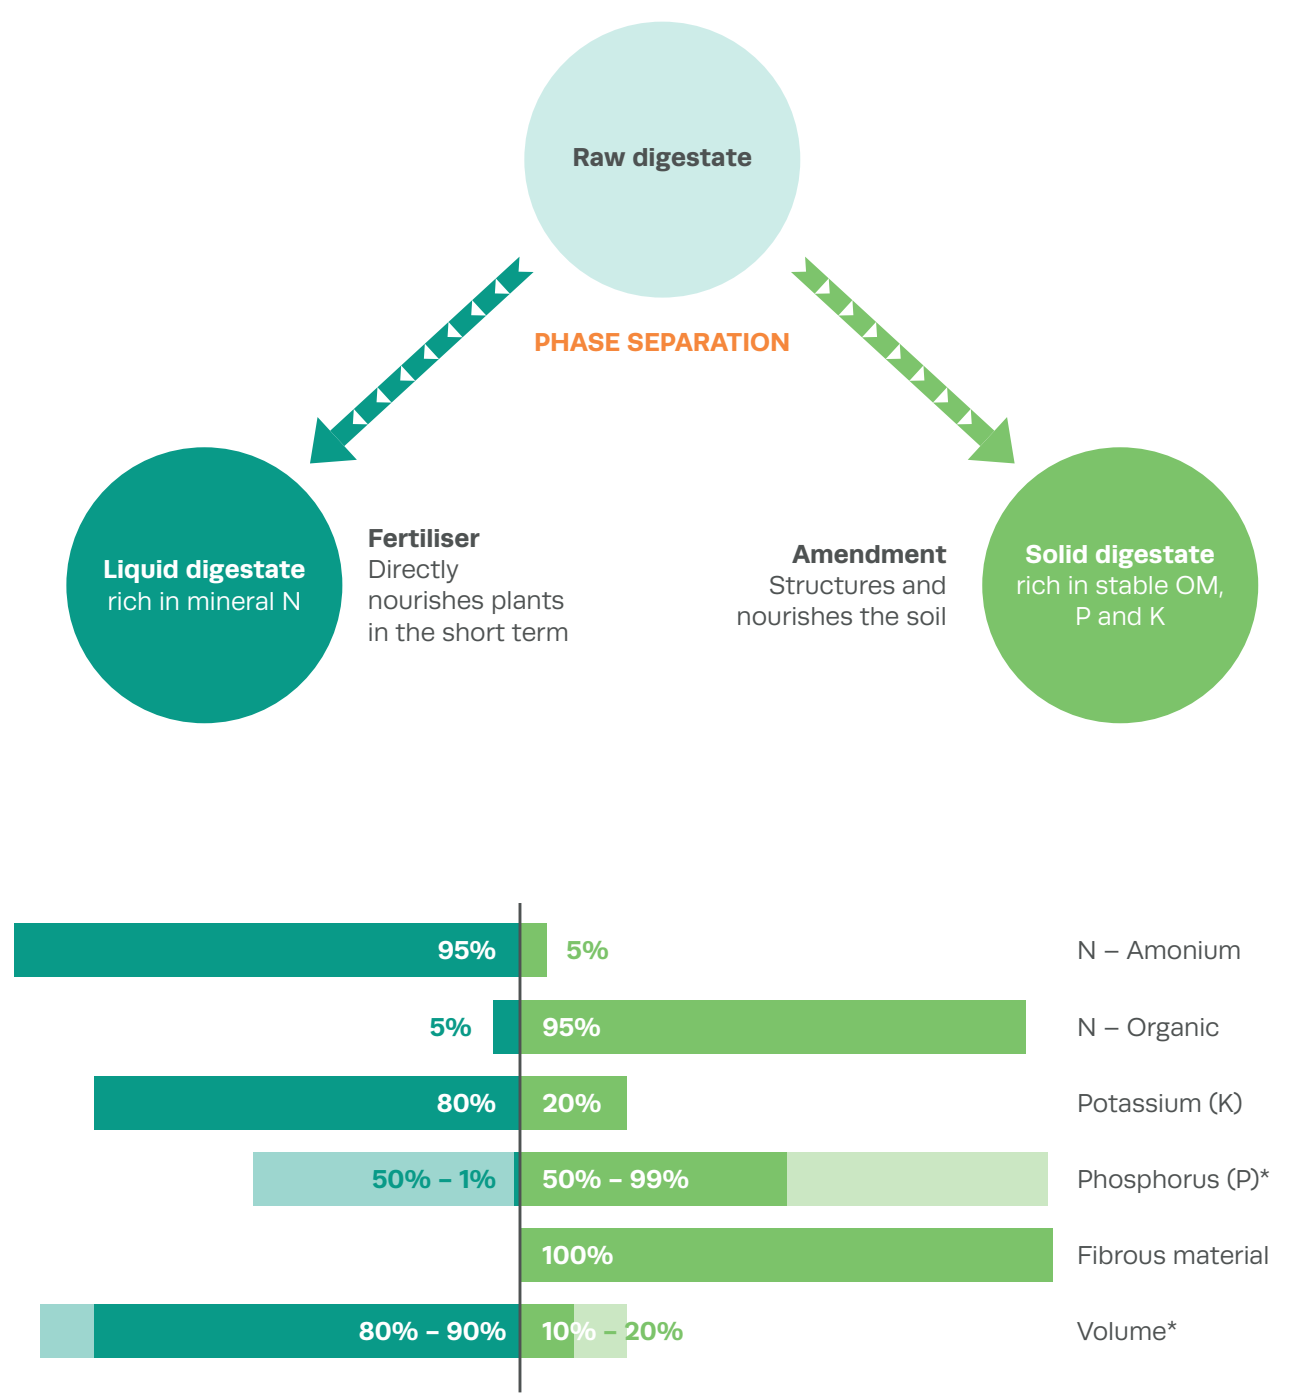 Raw digestate
PHASE SEPARATION
Liquid digestate
rich in mineral N
Fertiliser
Directly
nourishes plants
in the short term
Amendment
Structures and
nourishes the soil
Solid digestate
rich in stable OM,
P and K
95% 5% N – Amonium
5% 95% N – Organic
80% 20% Potassium (K)
50% – 1% 50% – 99% Phosphorus (P)*
100% Fibrous material
80% – 90% 10% – 20% Volume*